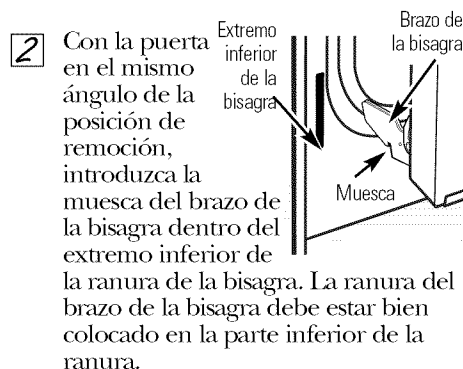 2 Con la puerta
en el mismo
ángulo de la
posición de
remoción,
introduzca la
muesca del brazo de
la bisagra dentro del
extremo inferior de
la ranura de la bisagra. La ranura del
brazo de la bisagra debe estar bien
colocado en la parte inferior de la
ranura.
Extremo
inferior
de la
bisagra
Brazo de
la bisagra
Muesca